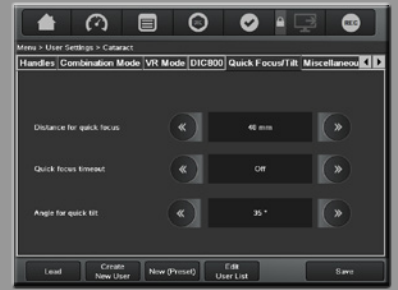 REC
Menu > User Settings > Cataract
Handles Combination Mode VR Mode DIC800 Quick Focus/Tilt Miscellaneou
Distance for quick focus
« 40 mm »
Quick focus timeout
« Off »
Angle for quick tilt
« 35 ° »
Load Create New User New (Preset) Edit User List Save